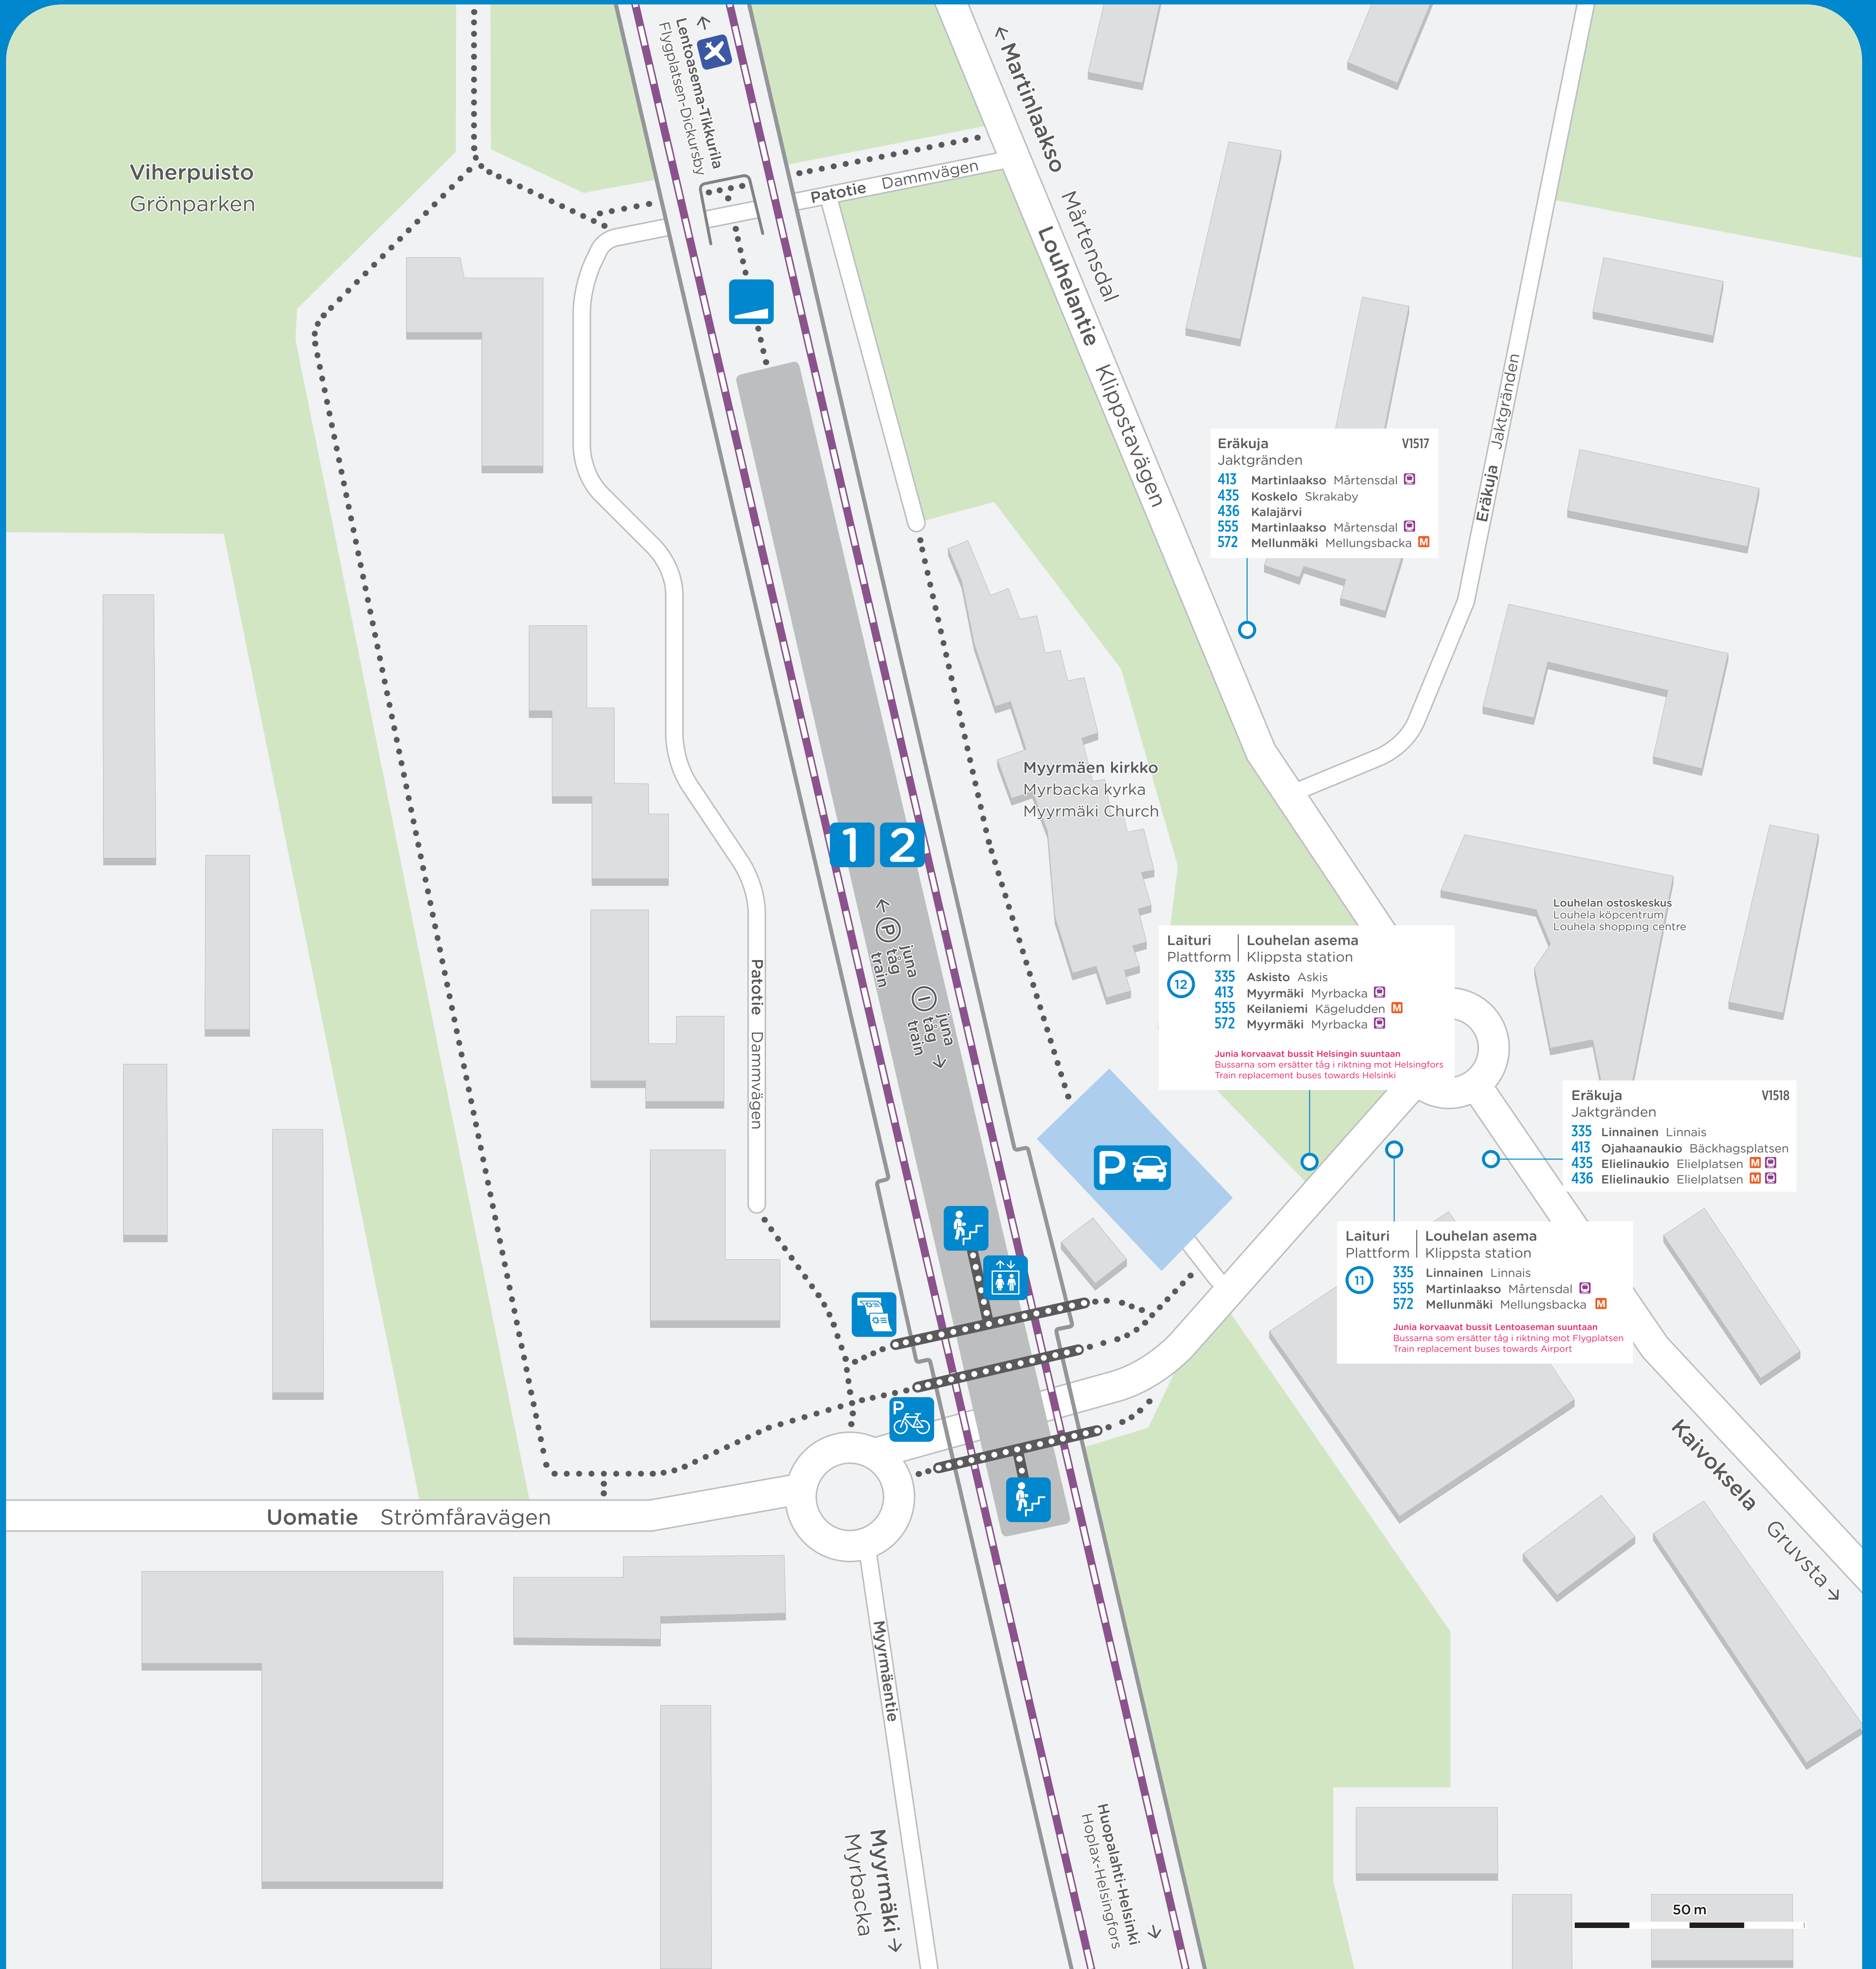 Lentoasema-Tikkurila
Flygplatsen-Dickursby
← Martinlaakso Mårtensdal
Viherpuisto
Grönparken
Patotie Dammvägen
Louhelantie Klippstavägen
Eräkuja Jaktgränden
Eräkuja V1517
Jaktgränden
413 Martinlaakso Mårtensdal
435 Koskelo Skrakaby
436 Kalajärvi
555 Martinlaakso Mårtensdal
572 Mellunmäki Mellungsbacka M
Myyrmäen kirkko
Myrbacka kyrka
Myyrmäki Church
1 2
← P juna
tåg
train
I juna →
tåg
train
Louhelan ostoskeskus
Louhela köpcentrum
Louhela shopping centre
Patotie Dammvägen
Laituri Louhelan asema
Plattform Klippsta station
12
335 Askisto Askis
413 Myyrmäki Myrbacka
555 Keilaniemi Kägeludden M
572 Myyrmäki Myrbacka
Junia korvaavat bussit Helsingin suuntaan
Bussarna som ersätter tåg i riktning mot Helsingfors
Train replacement buses towards Helsinki
Eräkuja V1518
Jaktgränden
335 Linnainen Linnais
413 Ojahaanaukio Bäckhagsplatsen
435 Elielinaukio Elielplatsen M
436 Elielinaukio Elielplatsen M
P
Laituri Louhelan asema
Plattform Klippsta station
11
335 Linnainen Linnais
555 Martinlaakso Mårtensdal
572 Mellunmäki Mellungsbacka M
Junia korvaavat bussit Lentoaseman suuntaan
Bussarna som ersätter tåg i riktning mot Flygplatsen
Train replacement buses towards Airport
P
Kaivoksela Gruvsta →
Uomatie Strömfåravägen
Myyrmäentie
Myyrmäki →
Myrbacka
Huopalahti-Helsinki →
Hoplax-Helsingfors
50 m